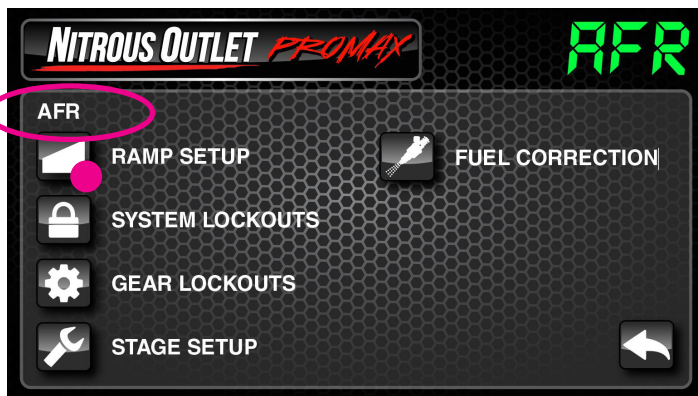 NITROUS OUTLET PROMAX
AFR
AFR
RAMP SETUP
FUEL CORRECTION
SYSTEM LOCKOUTS
GEAR LOCKOUTS
STAGE SETUP